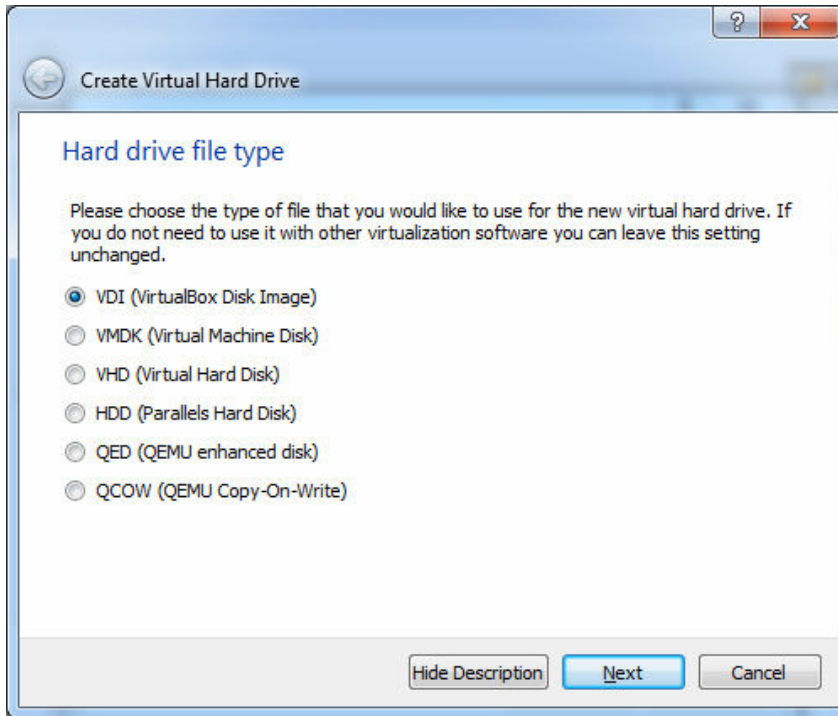 Create Virtual Hard Drive
Hard drive file type
Please choose the type of file that you would like to use for the new virtual hard drive. If
you do not need to use it with other virtualization software you can leave this setting
unchanged.
VDI (VirtualBox Disk Image)
VMDK (Virtual Machine Disk)
VHD (Virtual Hard Disk)
HDD (Parallels Hard Disk)
QED (QEMU enhanced disk)
QCOW (QEMU Copy-On-Write)
Hide Description Next Cancel